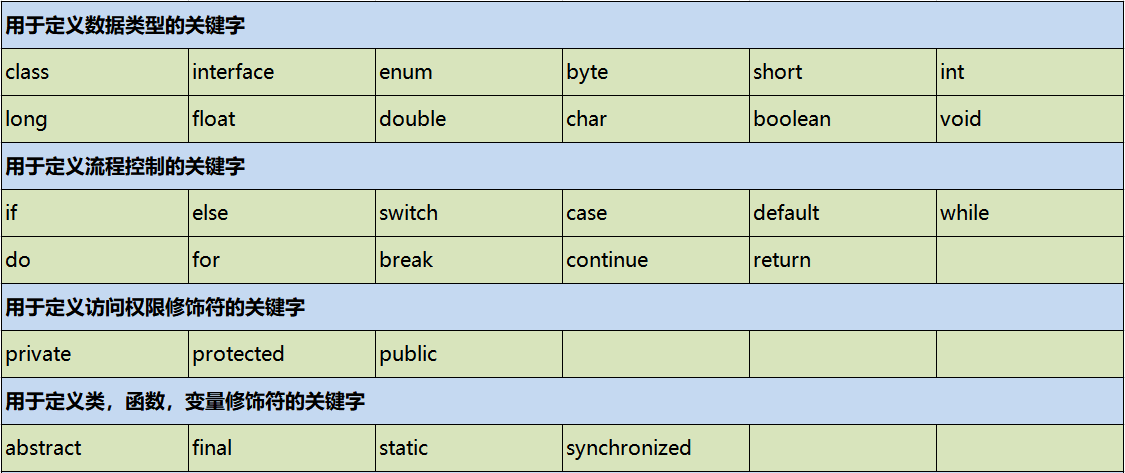 用于定义数据类型的关键字
class interface enum byte short int
long float double char boolean void
用于定义流程控制的关键字
if else switch case default while
do for break continue return
用于定义访问权限修饰符的关键字
private protected public
用于定义类，函数，变量修饰符的关键字
abstract final static synchronized